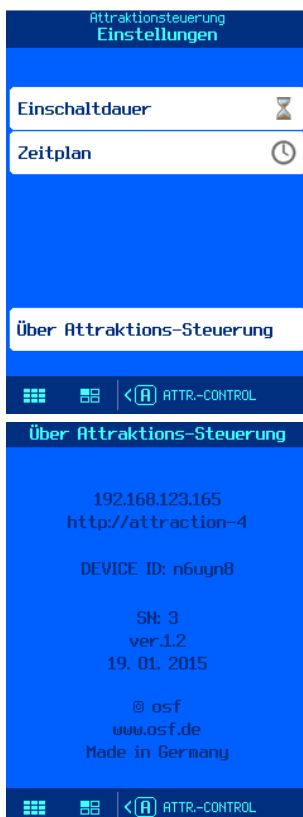 Attraktionsteuerung
Einstellungen
Einschaltdauer
Zeitplan
Über Attraktions-Steuerung
<A ATTR.-CONTROL
Über Attraktions-Steuerung
192.168.123.165
http://attraction-4
DEVICE ID: n6uyn8
SN: 3
ver.1.2
19. 01. 2015
© osf
www.osf.de
Made in Germany
<A ATTR.-CONTROL